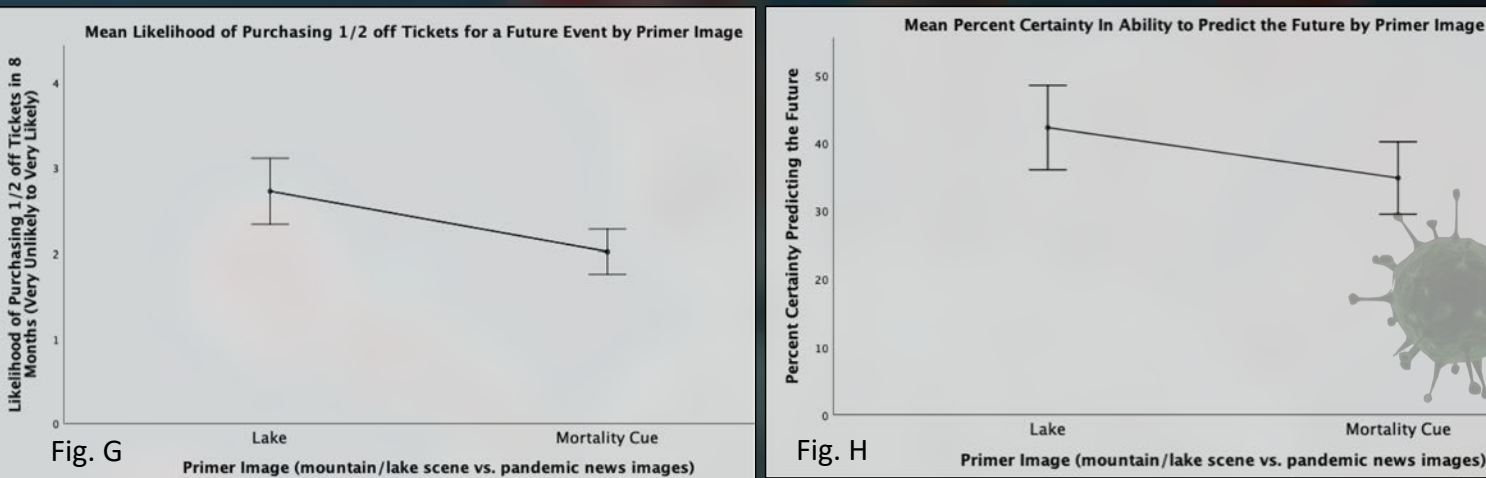 Mean Likelihood of Purchasing 1/2 off Tickets for a Future Event by Primer Image
Likelihood of Purchasing 1/2 off Tickets in 8
Months (Very Unlikely to Very Likely)
4
3
2
1
0
Lake
Mortality Cue
Fig. G
Primer Image (mountain/lake scene vs. pandemic news images)
Mean Percent Certainty In Ability to Predict the Future by Primer Image
Percent Certainty Predicting the Future
50
40
30
20
10
0
Lake
Mortality Cue
Fig. H
Primer Image (mountain/lake scene vs. pandemic news images)